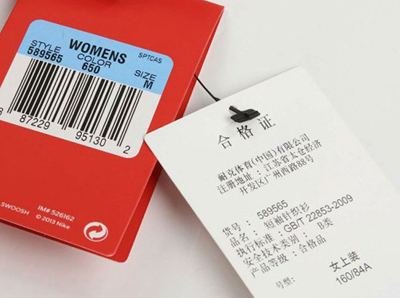 SPTCAS
WOMENS
STYLE COLOR SIZE
589565 650 M
8 87229 95130 2
SWOOSH
IM# 526162
© 2013 Nike
合格证
耐克体育(中国)有限公司
注册地址：江苏省太仓经济
开发区广州西路88号
货号：589565
品名：短袖针织衫
执行标准：GB/T 22853-2009
安全技术类别：B类
产品等级：合格品
号型：女上装
160/84A